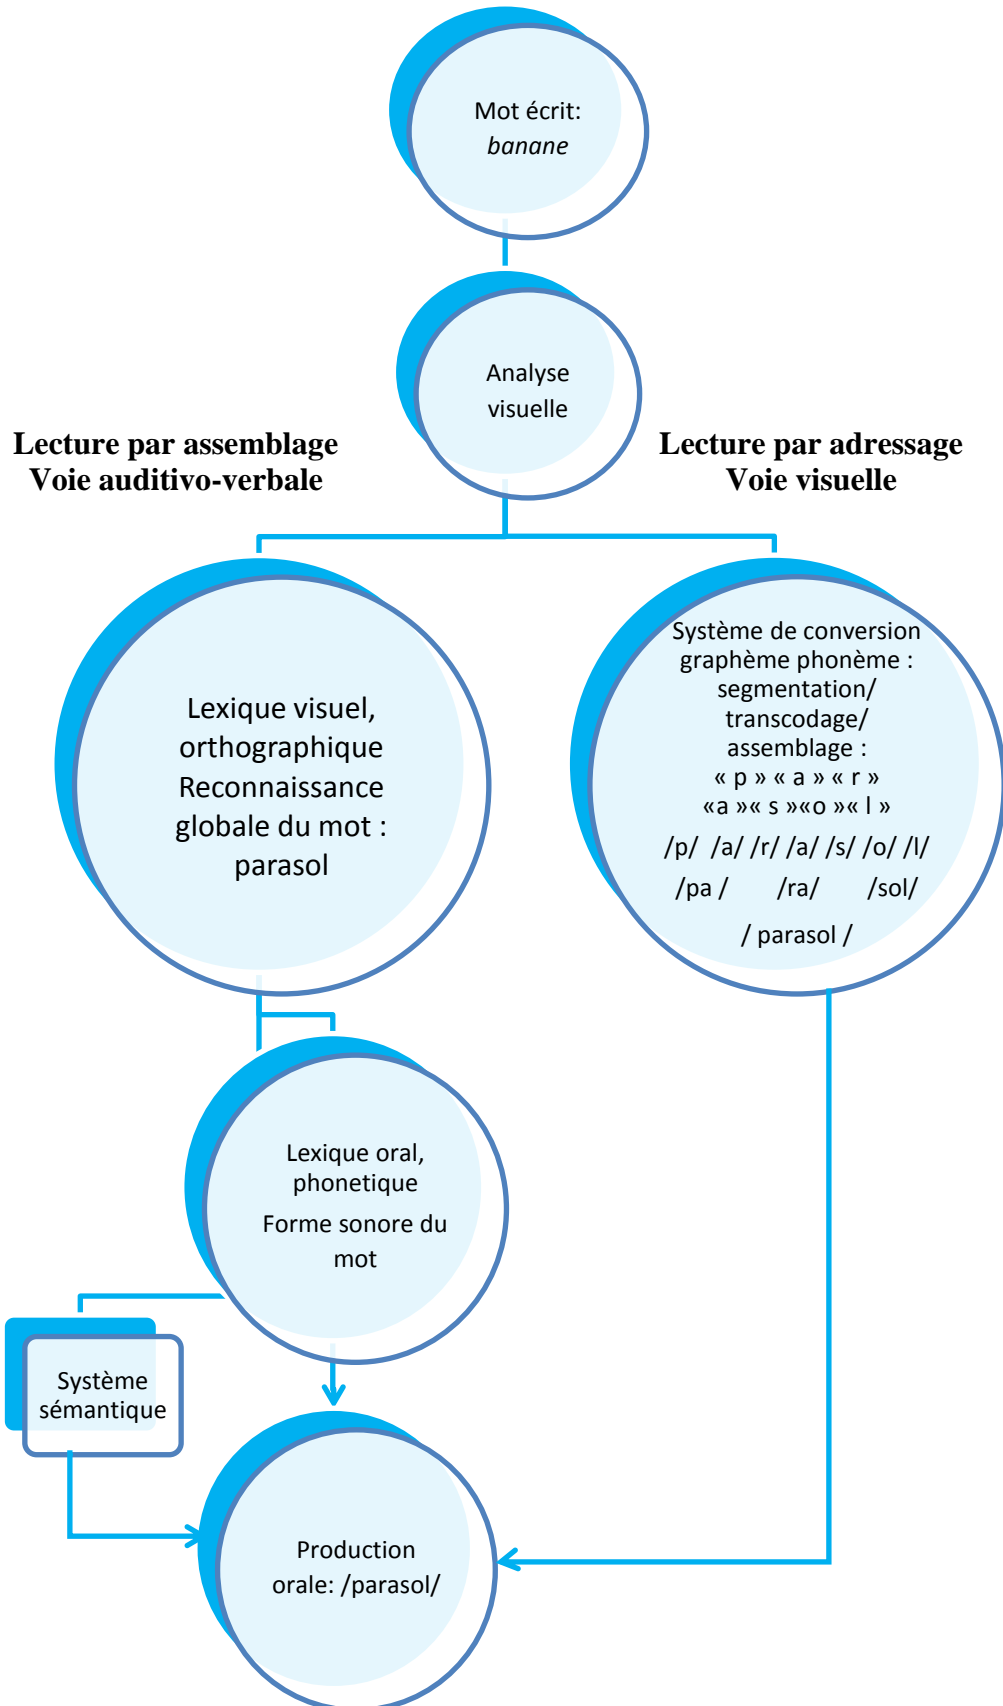 Mot écrit:
banane
Analyse
visuelle
Lecture par assemblage
Voie auditivo-verbale
Lecture par adressage
Voie visuelle
Lexique visuel,
orthographique
Reconnaissance
globale du mot :
parasol
Système de conversion
graphème phonème :
segmentation/
transcodage/
assemblage :
« p » « a » « r »
«a »« s »«o »« l »
/p/ /a/ /r/ /a/ /s/ /o/ /l/
/pa / /ra/ /sol/
/ parasol /
Lexique oral,
phonetique
Forme sonore du
mot
Système
sémantique
Production
orale: /parasol/